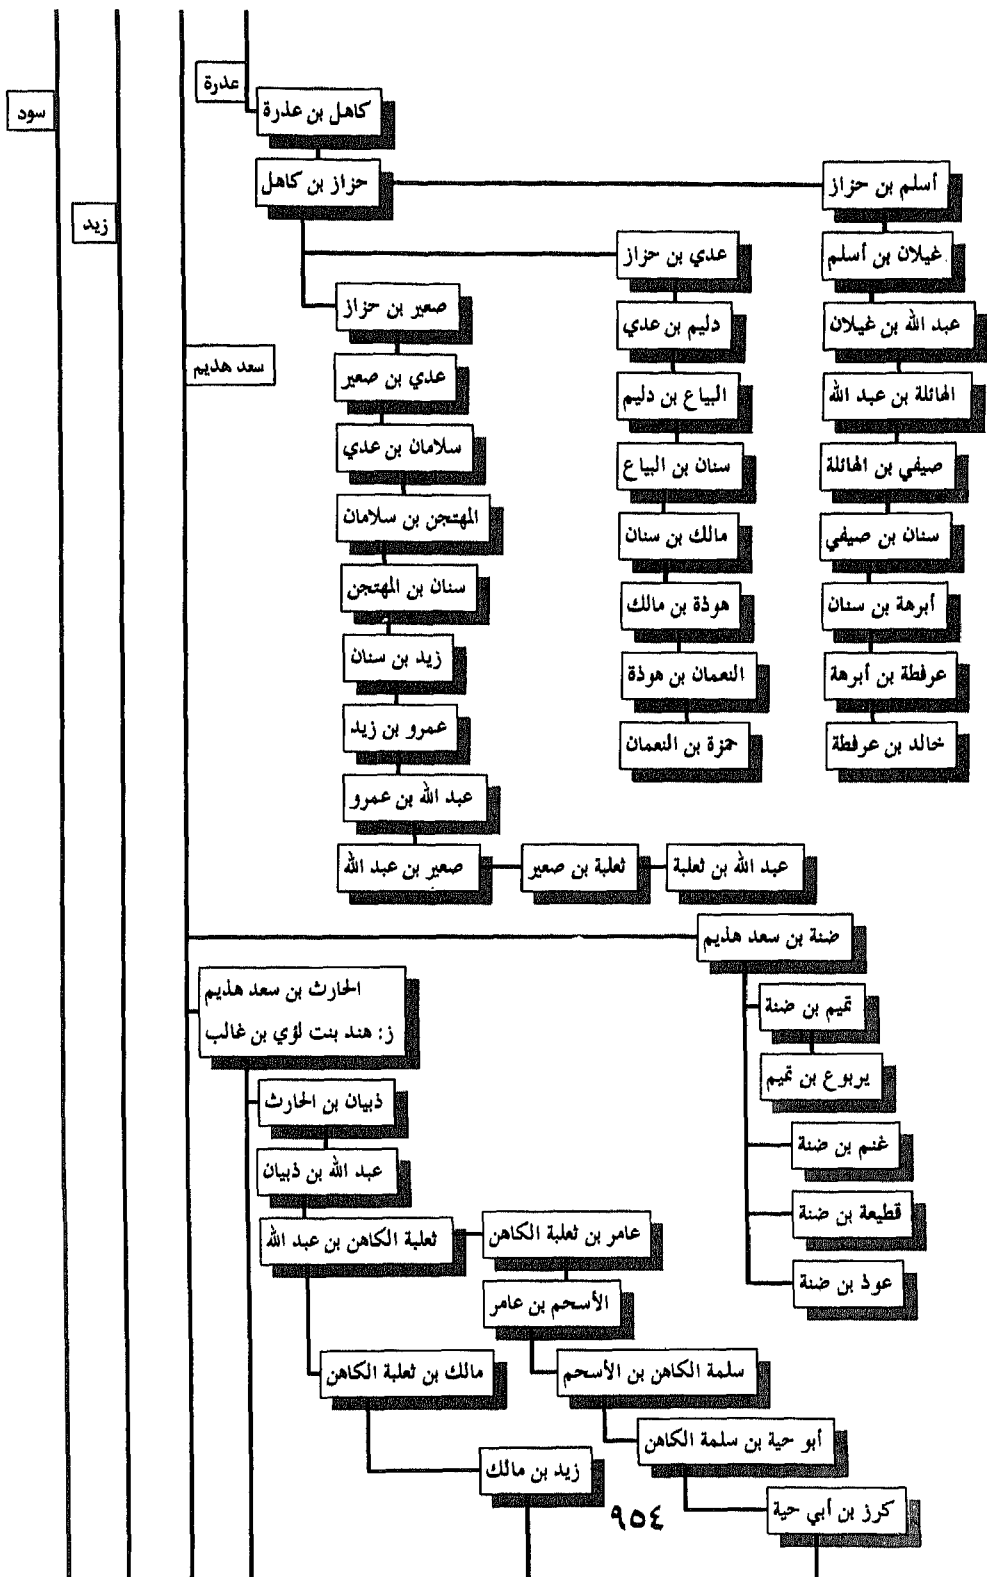 عذرة
سود
كاهل بن عذرة
حزاز بن كاهل
أسلم بن حزاز
زيد
عدي بن حزاز
غيلان بن أسلم
صعير بن حزاز
دليم بن عدي
عبد الله بن غيلان
سعد هذيم
عدي بن صعير
البياع بن دليم
الهائلة بن عبد الله
سلامان بن عدي
سنان بن البياع
صيفي بن الهائلة
المهتجن بن سلامان
مالك بن سنان
سنان بن صيفي
سنان بن المهتجن
هوذة بن مالك
أبرهة بن سنان
زيد بن سنان
النعمان بن هوذة
عرفطة بن أبرهة
عمرو بن زيد
حمزة بن النعمان
خالد بن عرفطة
عبد الله بن عمرو
صعير بن عبد الله
ثعلبة بن صعير
عبد الله بن ثعلبة
ضنة بن سعد هذيم
الحارث بن سعد هذيم
ز: هند بنت لؤي بن غالب
تميم بن ضنة
يربوع بن تميم
ذبيان بن الحارث
غنم بن ضنة
عبد الله بن ذبيان
قطيعة بن ضنة
ثعلبة الكاهن بن عبد الله
عامر بن ثعلبة الكاهن
عوذ بن ضنة
الأسحم بن عامر
مالك بن ثعلبة الكاهن
سلمة الكاهن بن الأسحم
أبو حية بن سلمة الكاهن
زيد بن مالك
كرز بن أبي حية
٩٥٤